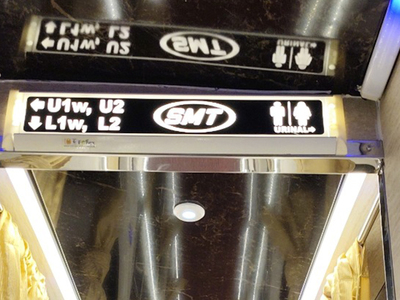 ←U1w, U2
↓L1w, L2
SMT
URINAL→